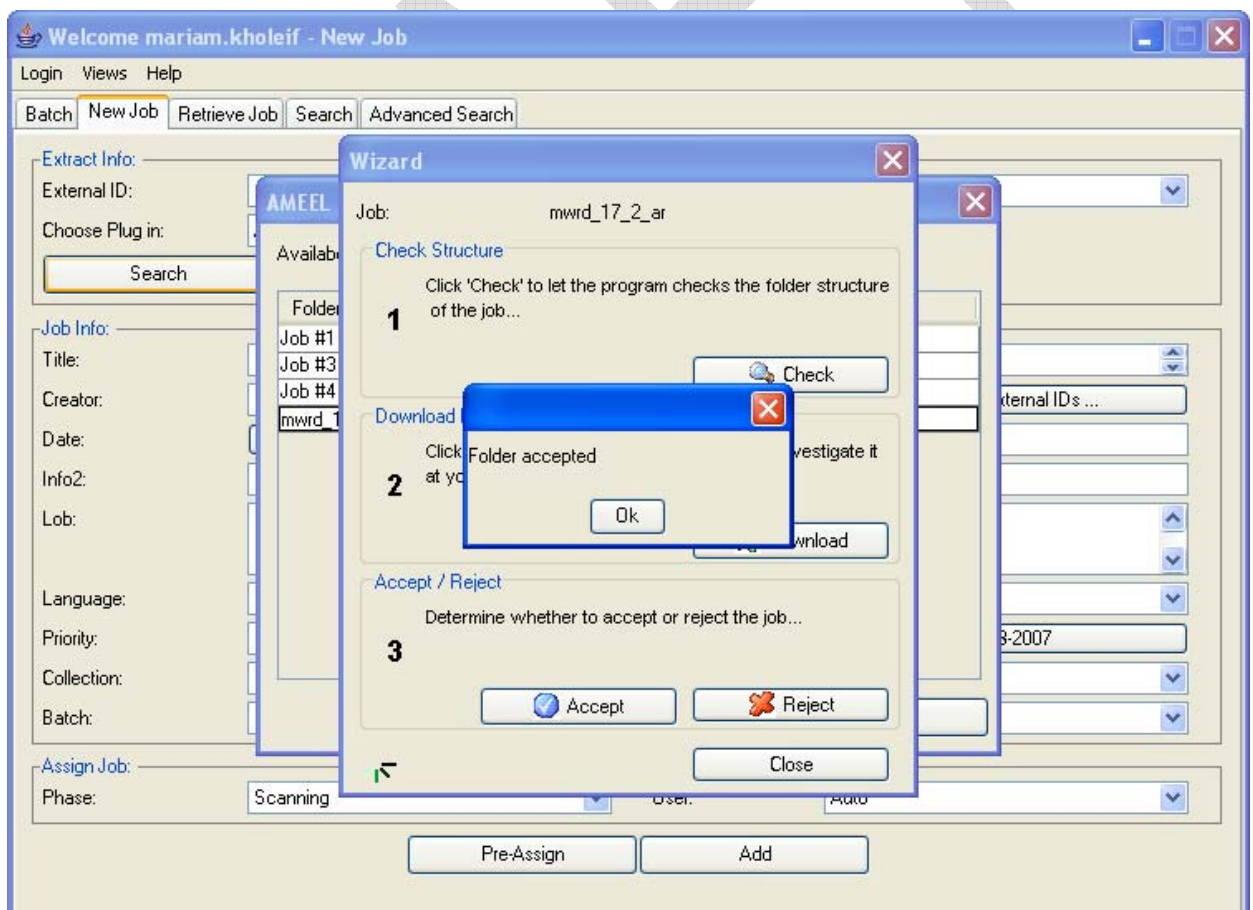 Welcome mariam.kholeif - New Job
Login Views Help
Batch New Job Retrieve Job Search Advanced Search
Extract Info:
External ID:
Choose Plug in:
Search
Job Info:
Title:
Creator:
Date:
Info2:
Lob:
Language:
Priority:
Collection:
Batch:
Assign Job:
Phase: Scanning
Auto
Pre-Assign Add
AMEEL
Job #1
Job #3
Job #4
Wizard
Job: mwrd_17_2_ar
Check Structure
1
Click 'Check' to let the program checks the folder structure
of the job...
Check
Download
2
Click
at
it
Folder accepted
Ok
Accept / Reject
Determine whether to accept or reject the job...
3
Accept Reject
Close
IDs ...
-2007